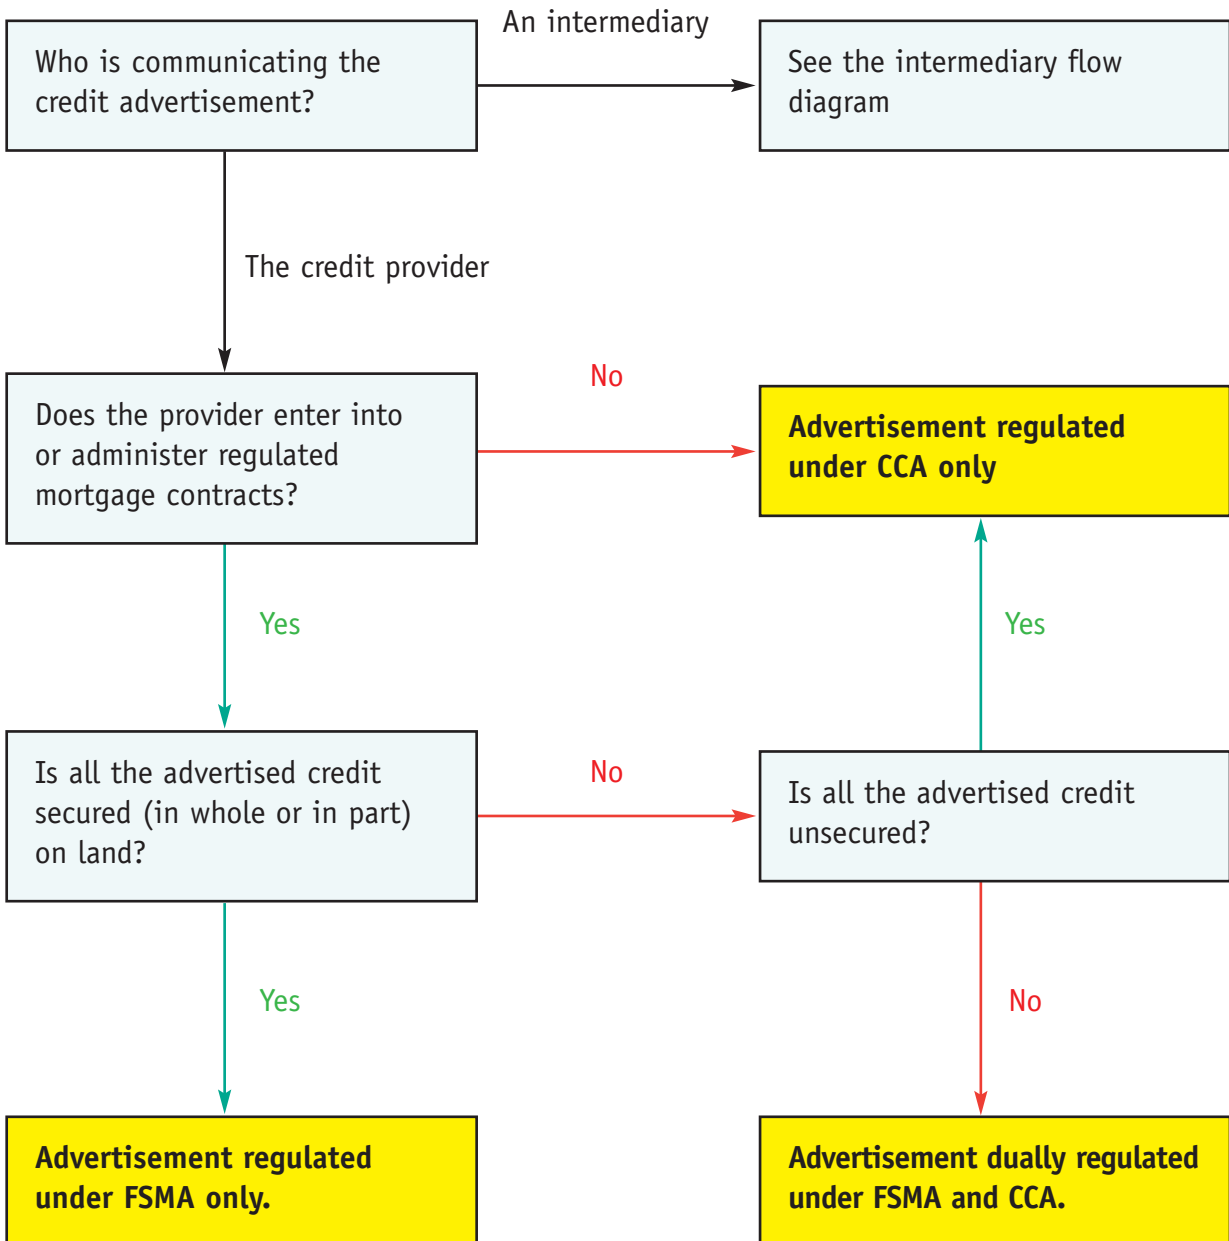 An intermediary
Who is communicating the
credit advertisement?
See the intermediary flow
diagram
The credit provider
No
Does the provider enter into
or administer regulated
mortgage contracts?
Advertisement regulated
under CCA only
Yes
Yes
Is all the advertised credit
secured (in whole or in part)
on land?
No
Is all the advertised credit
unsecured?
Yes
No
Advertisement regulated
under FSMA only.
Advertisement dually regulated
under FSMA and CCA.